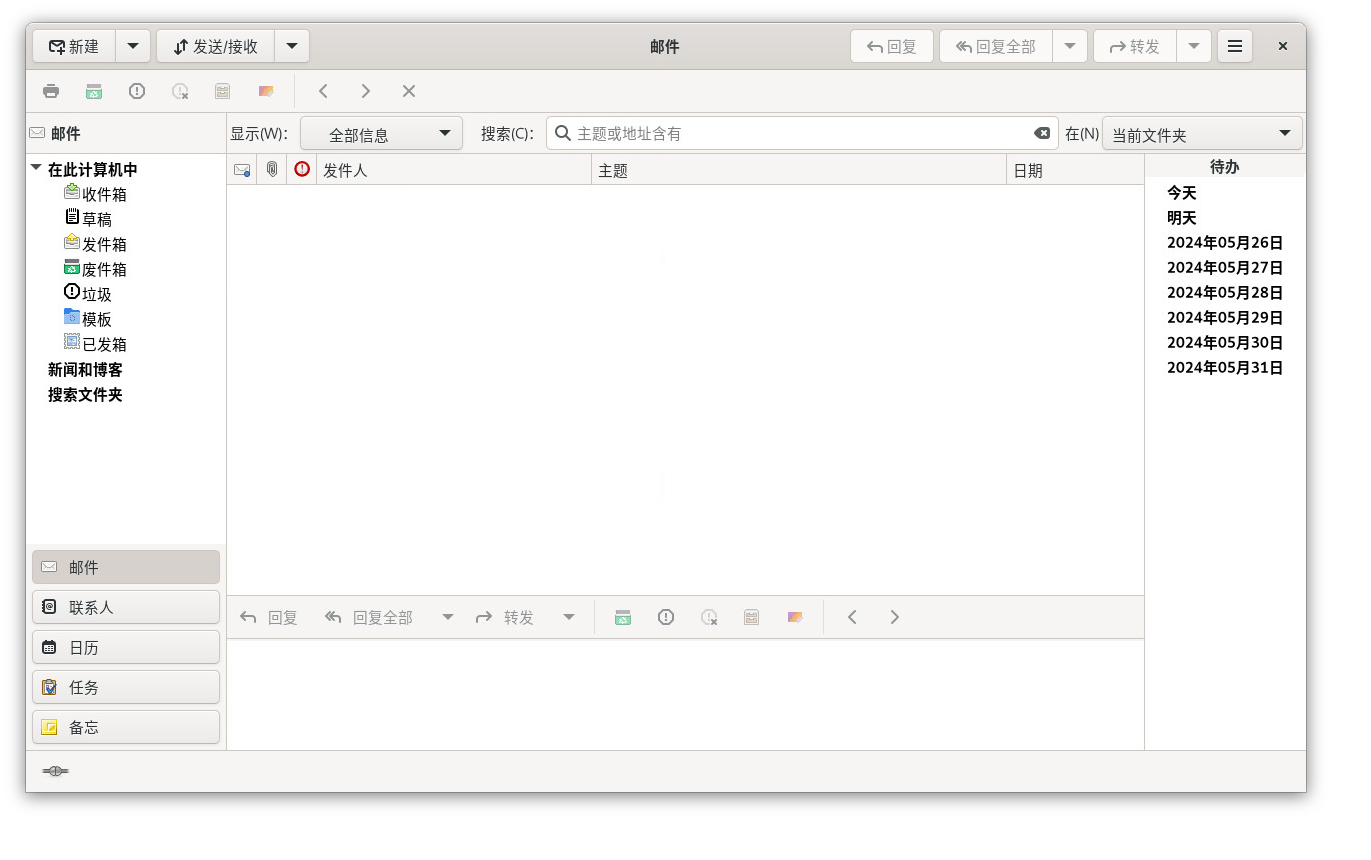 新建 发送/接收 邮件 回复 回复全部 转发
邮件 显示(W): 全部信息 搜索(C): 主题或地址含有 在(N) 当前文件夹
在此计算机中
收件箱
草稿
发件箱
废件箱
垃圾
模板
已发箱
新闻和博客
搜索文件夹
发件人 主题 日期
待办
今天
明天
2024年05月26日
2024年05月27日
2024年05月28日
2024年05月29日
2024年05月30日
2024年05月31日
回复 回复全部 转发
邮件
联系人
日历
任务
备忘